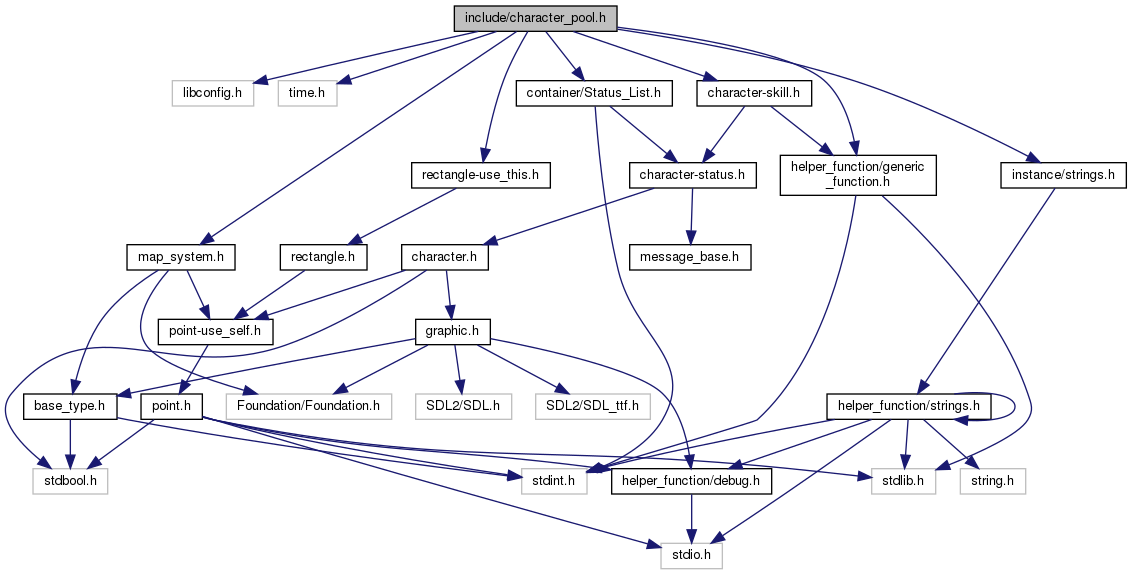 include/character_pool.h
libconfig.h
time.h
container/Status_List.h
character-skill.h
rectangle-use_this.h
character-status.h
helper_function/generic
_function.h
instance/strings.h
map_system.h
rectangle.h
character.h
message_base.h
point-use_self.h
graphic.h
base_type.h
point.h
Foundation/Foundation.h
SDL2/SDL.h
SDL2/SDL_ttf.h
helper_function/strings.h
stdbool.h
stdint.h
helper_function/debug.h
stdlib.h
string.h
stdio.h